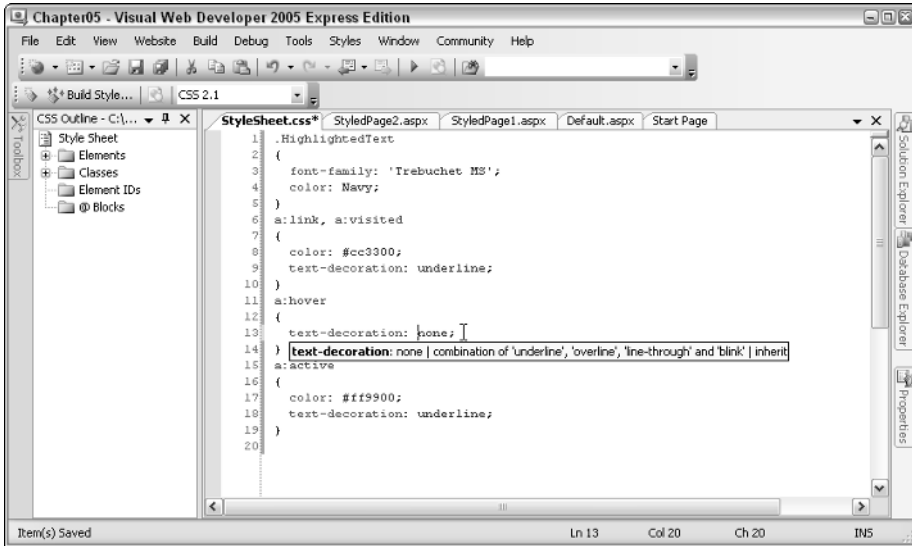 Chapter05 - Visual Web Developer 2005 Express Edition
File Edit View Website Build Debug Tools Styles Window Community Help
Build Style... CSS 2.1
CSS Outline - C:\...
Style Sheet
Elements
Classes
Element IDs
@ Blocks
Toolbox
StyleSheet.css* StyledPage2.aspx StyledPage1.aspx Default.aspx Start Page
1 .HighlightedText
2 {
3 font-family: 'Trebuchet MS';
4 color: Navy;
5 }
6 a:link, a:visited
7 {
8 color: #cc3300;
9 text-decoration: underline;
10 }
11 a:hover
12 {
13 text-decoration: none;
14 }
text-decoration: none | combination of 'underline', 'overline', 'line-through' and 'blink' | inherit
15 a:active
16 {
17 color: #ff9900;
18 text-decoration: underline;
19 }
20
Solution Explorer
Database Explorer
Properties
Item(s) Saved Ln 13 Col 20 Ch 20 INS